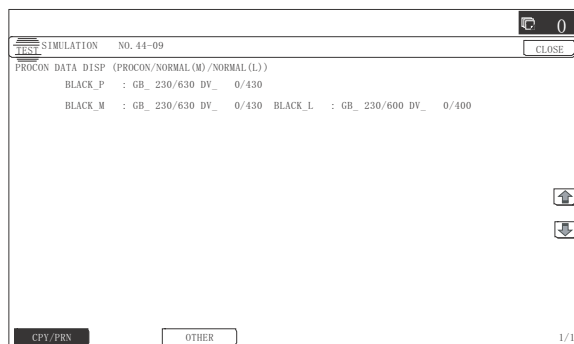 0
TEST SIMULATION NO. 44-09 CLOSE
PROCON DATA DISP (PROCON/NORMAL(M)/NORMAL(L))
BLACK_P : GB_ 230/630 DV_ 0/430
BLACK_M : GB_ 230/630 DV_ 0/430 BLACK_L : GB_ 230/600 DV_ 0/400
CPY/PRN OTHER 1/1